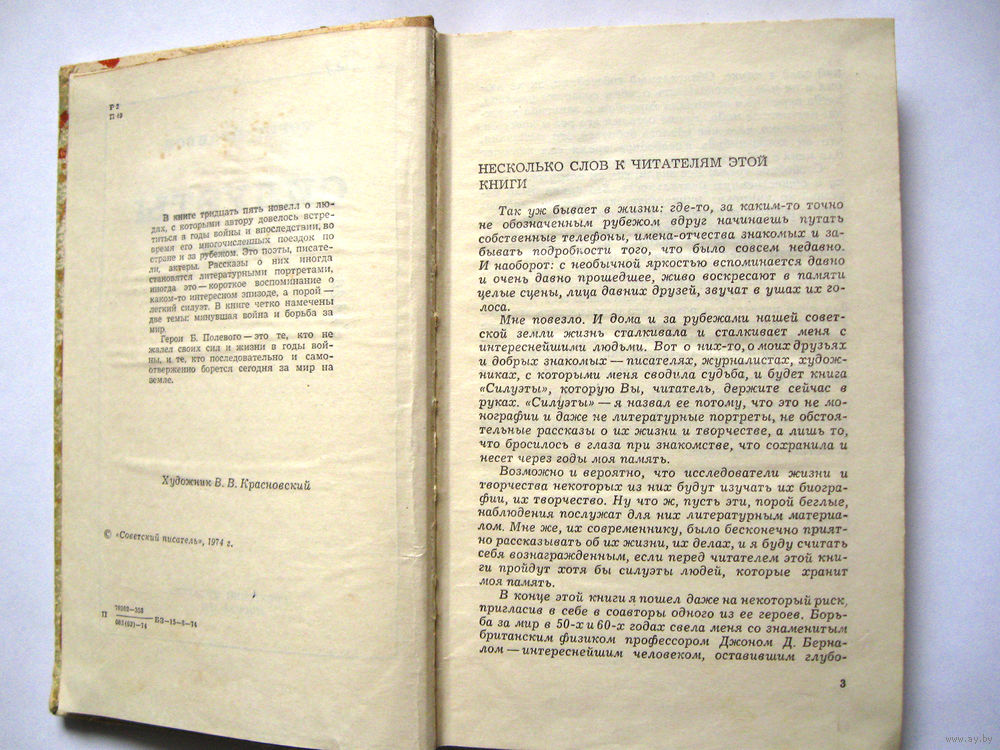 Р 2
П 49
В книге тридцать пять новелл о лю-
дях, с которыми автору довелось встре-
титься в годы войны и впоследствии, во
время его многочисленных поездок по
стране и за рубежом. Это поэты, писате-
ли, актеры. Рассказы о них иногда
становятся литературными портретами,
иногда это — короткое воспоминание о
каком-то интересном эпизоде, а порой —
легкий силуэт. В книге четко намечены
две темы: минувшая война и борьба за
мир.
Герои Б. Полевого — это те, кто не
жалел своих сил и жизни в годы вой-
ны, и те, кто последовательно и само-
отверженно борется сегодня за мир на
земле.
Художник В. В. Красновский
© «Советский писатель», 1974 г.
П 70302—353
083(02)—74 БЗ—15—8—74
НЕСКОЛЬКО СЛОВ К ЧИТАТЕЛЯМ ЭТОЙ
КНИГИ
Так уж бывает в жизни: где-то, за каким-то точно
не обозначенным рубежом вдруг начинаешь путать
собственные телефоны, имена-отчества знакомых и за-
бывать подробности того, что было совсем недавно.
И наоборот: с необычной яркостью вспоминается давно
и очень давно прошедшее, живо воскресают в памяти
целые сцены, лица давних друзей, звучат в ушах их го-
лоса.
Мне повезло. И дома и за рубежами нашей совет-
ской земли жизнь сталкивала и сталкивает меня с
интереснейшими людьми. Вот о них-то, о моих друзьях
и добрых знакомых — писателях, журналистах, худож-
никах, с которыми меня сводила судьба, и будет книга
«Силуэты», которую Вы, читатель, держите сейчас в
руках. «Силуэты» — я назвал ее потому, что это не мо-
нографии и даже не литературные портреты, не обстоя-
тельные рассказы о их жизни и творчестве, а лишь то,
что бросилось в глаза при знакомстве, что сохранила и
несет через годы моя память.
Возможно и вероятно, что исследователи жизни и
творчества некоторых из них будут изучать их биогра-
фии, их творчество. Ну что ж, пусть эти, порой беглые,
наблюдения послужат для них литературным материа-
лом. Мне же, их современнику, было бесконечно прият-
но рассказывать об их жизни, их делах, и я буду считать
себя вознагражденным, если перед читателем этой кни-
ги пройдут хотя бы силуэты людей, которые хранит
моя память.
В конце этой книги я пошел даже на некоторый риск,
пригласив в себе в соавторы одного из ее героев. Борь-
ба за мир в 50-х и 60-х годах свела меня со знаменитым
британским физиком профессором Джоном Д. Берна-
лом — интереснейшим человеком, оставившим глубо-
3
www.ay.by